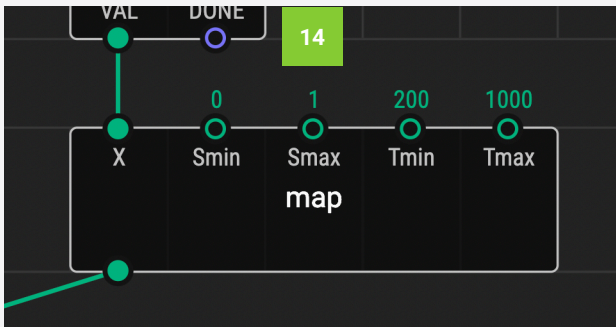 VAL DONE
14
0 1 200 1000
X Smin Smax Tmin Tmax
map